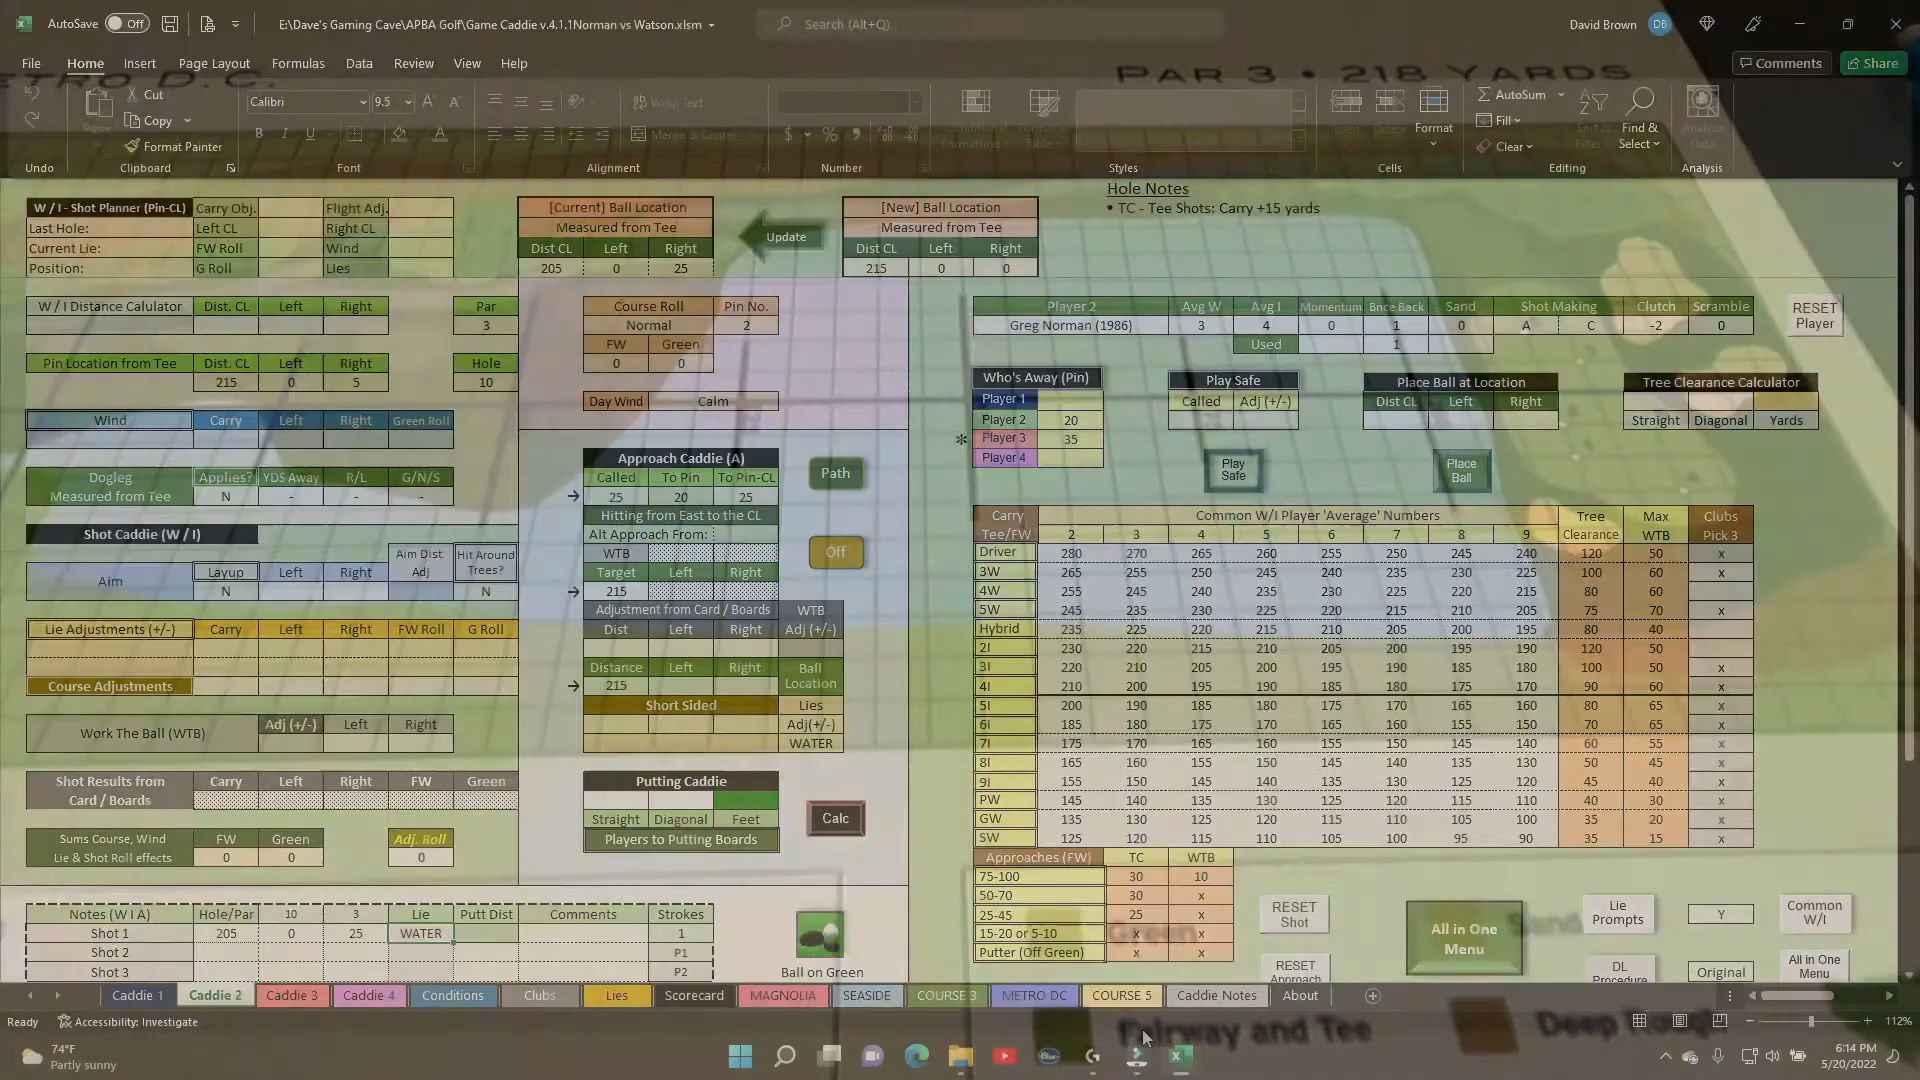 AutoSave Off E:\Dave's Gaming Cave\APBA Golf\Game Caddie v.4.1.1Norman vs Watson.xlsm Search (Alt+Q) David Brown DB
File Home Insert Draw Page Layout Formulas Data Review View Help Comments Share
METRO D.C. PAR 3 • 218 YARDS
Cut Calibri 9.5 Wrap Text AutoSum
Paste Copy Merge & Center Conditional Formatting Format as Table Insert Delete Format Fill Sort & Filter Find & Select Analyze Data
Format Painter Clear
Undo Clipboard Font Alignment Number Styles Cells Editing Analysis
Hole Notes
• TC - Tee Shots: Carry +15 yards
W / I - Shot Planner (Pin-CL) Carry Obj. Flight Adj. [Current] Ball Location [New] Ball Location
Last Hole: Left CL Right CL Measured from Tee Update Measured from Tee
Current Lie: FW Roll Wind Dist CL Left Right Dist CL Left Right
Position: G Roll Lies 205 0 25 215 0 0
W / I Distance Calulator Dist. CL Left Right Par Course Roll Pin No. Player 2 Avg W Avg I Momentum Bnce.Back Sand Shot Making Clutch Scramble RESET Player
3 Normal 2 Greg Norman (1986) 3 4 0 1 0 A C -2 0
FW Green Used 1
Pin Location from Tee Dist. CL Left Right Hole 0 0
215 0 5 10
Day Wind Calm
Who's Away (Pin) Play Safe Place Ball at Location Tree Clearance Calculator
Player 1 Called Adj (+/-) Dist CL Left Right
Player 2 20 Straight Diagonal Yards
* Player 3 35
Player 4 Play Safe Place Ball
Wind Carry Left Right Green Roll
Dogleg Applies? YDS Away R/L G/N/S
Measured from Tee N - - -
Approach Caddie (A) Path
Called To Pin To Pin-CL
→ 25 20 25
Hitting from East to the CL
Alt Approach From: Off
WTB
Target Left Right
→ 215
Adjustment from Card / Boards WTB
Dist Left Right Adj (+/-)
Distance Left Right Ball Location
→ 215
Short Sided Lies
Adj(+/-)
WATER
Shot Caddie (W / I)
Aim Layup Left Right Aim Dist. Adj Hit Around Trees?
N N
Lie Adjustments (+/-) Carry Left Right FW Roll G Roll
Course Adjustments
Work The Ball (WTB) Adj (+/-) Left Right
Shot Results from Card / Boards Carry Left Right FW Green
Sums Course, Wind Lie & Shot Roll effects FW Green Adj. Roll
0 0 0
Putting Caddie
Straight Diagonal Feet Calc
Players to Putting Boards
Carry Common W/I Player 'Average' Numbers Tree Max Clubs
Tee/FW 2 3 4 5 6 7 8 9 Clearance WTB Pick 3
Driver 280 270 265 260 255 250 245 240 120 50 x
3W 265 255 250 245 240 235 230 225 100 60 x
4W 255 245 240 235 230 225 220 215 80 60
5W 245 235 230 225 220 215 210 205 75 70 x
Hybrid 235 225 220 215 210 205 200 195 80 40
2I 230 220 215 210 205 200 195 190 120 50
3I 220 210 205 200 195 190 185 180 100 50 x
4I 210 200 195 190 185 180 175 170 90 60 x
5I 200 190 185 180 175 170 165 160 80 65 x
6I 185 180 175 170 165 160 155 150 70 65 x
7I 175 170 165 160 155 150 145 140 60 55 x
8I 165 160 155 150 145 140 135 130 50 45 x
9I 155 150 145 140 135 130 125 120 45 40 x
PW 145 140 135 130 125 120 115 110 40 30 x
GW 135 130 125 120 115 110 105 100 35 20 x
SW 125 120 115 110 105 100 95 90 35 15 x
Approaches (FW) TC WTB
75-100 30 10
50-70 30 x
25-45 25 x
15-20 or 5-10 x x
Putter (Off Green) x x
RESET Shot All in One Menu Lie Prompts Y Common W/I
RESET Approach DL Procedure Original All in One Menu
Green Sand
Notes (W I A) Hole/Par 10 3 Lie Putt Dist Comments Strokes
Shot 1 205 0 25 WATER 1
Shot 2 P1
Shot 3 P2
Ball on Green
Caddie 1 Caddie 2 Caddie 3 Caddie 4 Conditions Clubs Lies Scorecard MAGNOLIA SEASIDE COURSE 3 METRO DC COURSE 5 Caddie Notes About
Ready Accessibility: Investigate 112%
Fairway and Tee Deep Rough
74°F
Partly sunny
6:14 PM
5/20/2022